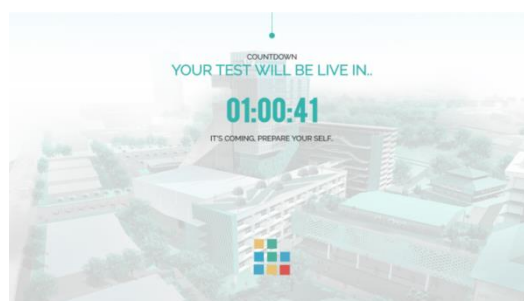 COUNTDOWN
YOUR TEST WILL BE LIVE IN..
01:00:41
IT'S COMING, PREPARE YOUR SELF..